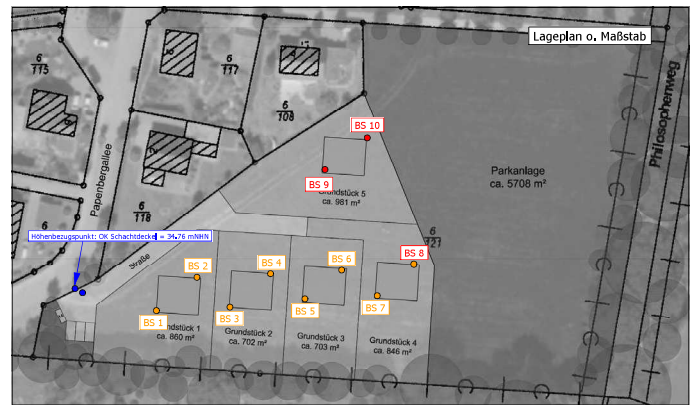 Lageplan o. Maßstab
6
115
6
117
6
108
6
118
Papenbergallee
Philosophenweg
BS 10
BS 9
Grundstück 5
ca. 981 m²
Parkanlage
ca. 5708 m²
6
121
Höhenbezugspunkt: OK Schachtdeckel = 34.76 mNHN
Straße
BS 2
BS 4
BS 6
BS 8
BS 1
BS 3
BS 5
BS 7
Grundstück 1
ca. 860 m²
Grundstück 2
ca. 702 m²
Grundstück 3
ca. 703 m²
Grundstück 4
ca. 846 m²